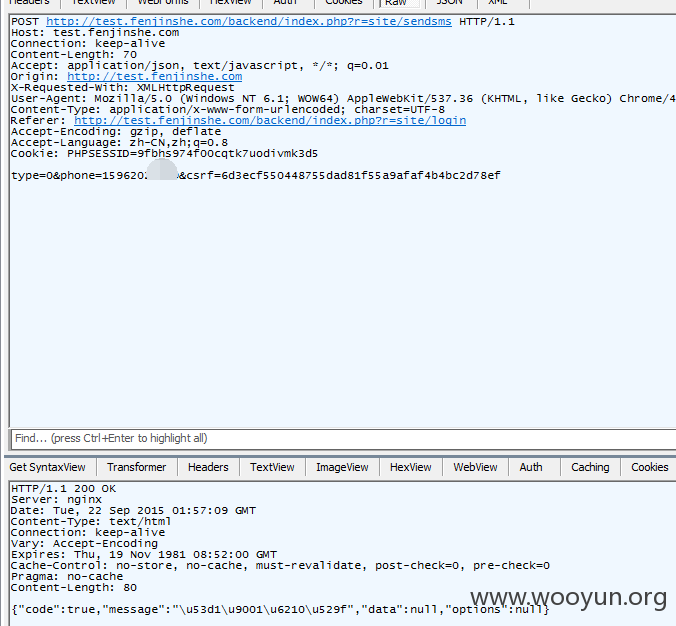 Headers TextView WebForms HexView Auth Cookies Raw JSON XML
POST http://test.fenjinshe.com/backend/index.php?r=site/sendsms HTTP/1.1
Host: test.fenjinshe.com
Connection: keep-alive
Content-Length: 70
Accept: application/json, text/javascript, */*; q=0.01
Origin: http://test.fenjinshe.com
X-Requested-With: XMLHttpRequest
User-Agent: Mozilla/5.0 (Windows NT 6.1; WOW64) AppleWebKit/537.36 (KHTML, like Gecko) Chrome/4
Content-Type: application/x-www-form-urlencoded; charset=UTF-8
Referer: http://test.fenjinshe.com/backend/index.php?r=site/login
Accept-Encoding: gzip, deflate
Accept-Language: zh-CN,zh;q=0.8
Cookie: PHPSESSID=9fbhs974f00cqtk7uodivmk3d5
type=0&phone=159620 &csrf=6d3ecf550448755dad81f55a9afaf4b4bc2d78ef
Find... (press Ctrl+Enter to highlight all)
Get SyntaxView Transformer Headers TextView ImageView HexView WebView Auth Caching Cookies
HTTP/1.1 200 OK
Server: nginx
Date: Tue, 22 Sep 2015 01:57:09 GMT
Content-Type: text/html
Connection: keep-alive
Vary: Accept-Encoding
Expires: Thu, 19 Nov 1981 08:52:00 GMT
Cache-Control: no-store, no-cache, must-revalidate, post-check=0, pre-check=0
Pragma: no-cache
Content-Length: 80
{"code":true,"message":"\u53d1\u9001\u6210\u529f","data":null,"options":null}
www.wooyun.org